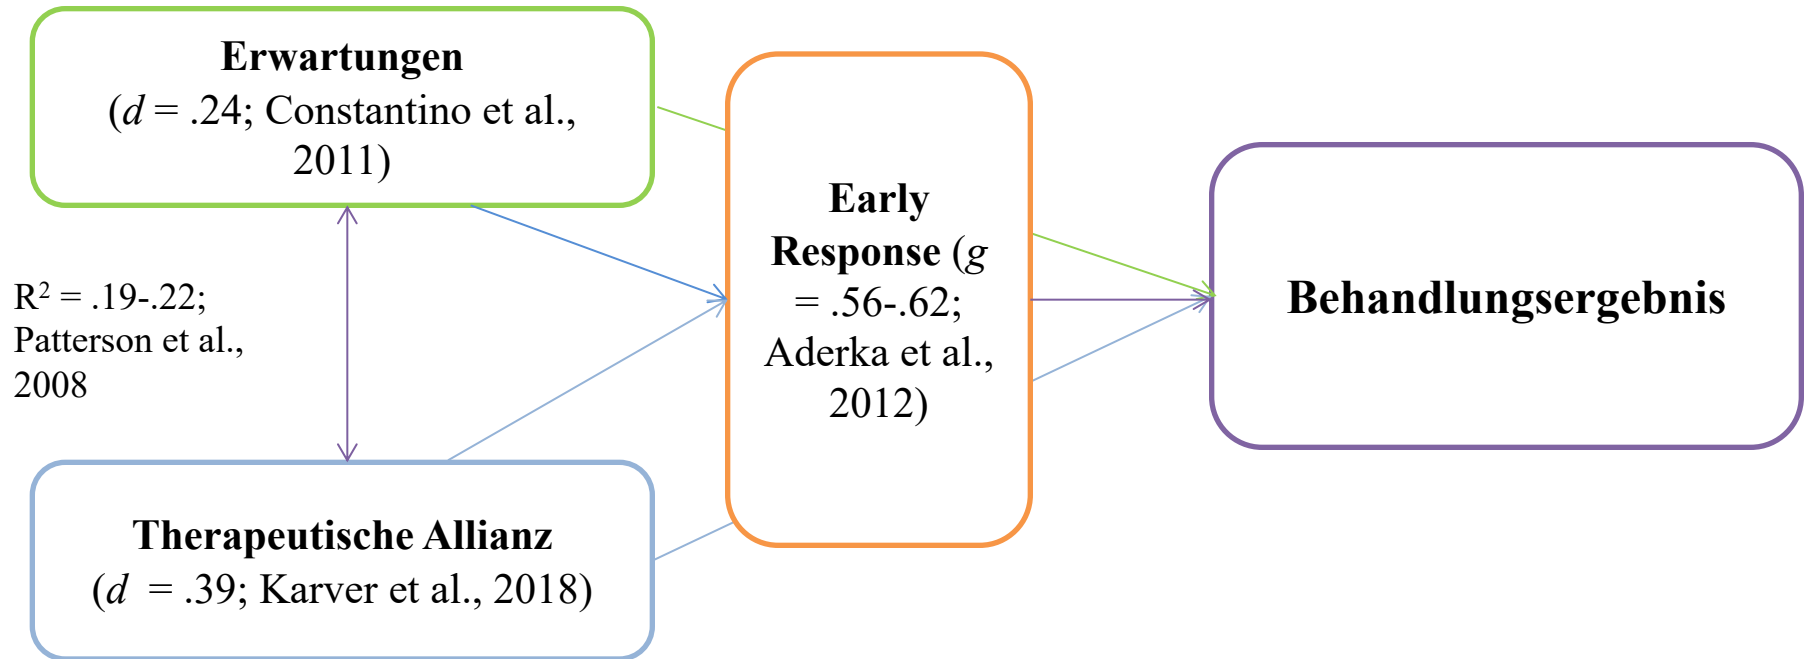 Erwartungen
(d = .24; Constantino et al.,
2011)
R² = .19-.22;
Patterson et al.,
2008
Therapeutische Allianz
(d = .39; Karver et al., 2018)
Early
Response (g
= .56-.62;
Aderka et al.,
2012)
Behandlungsergebnis